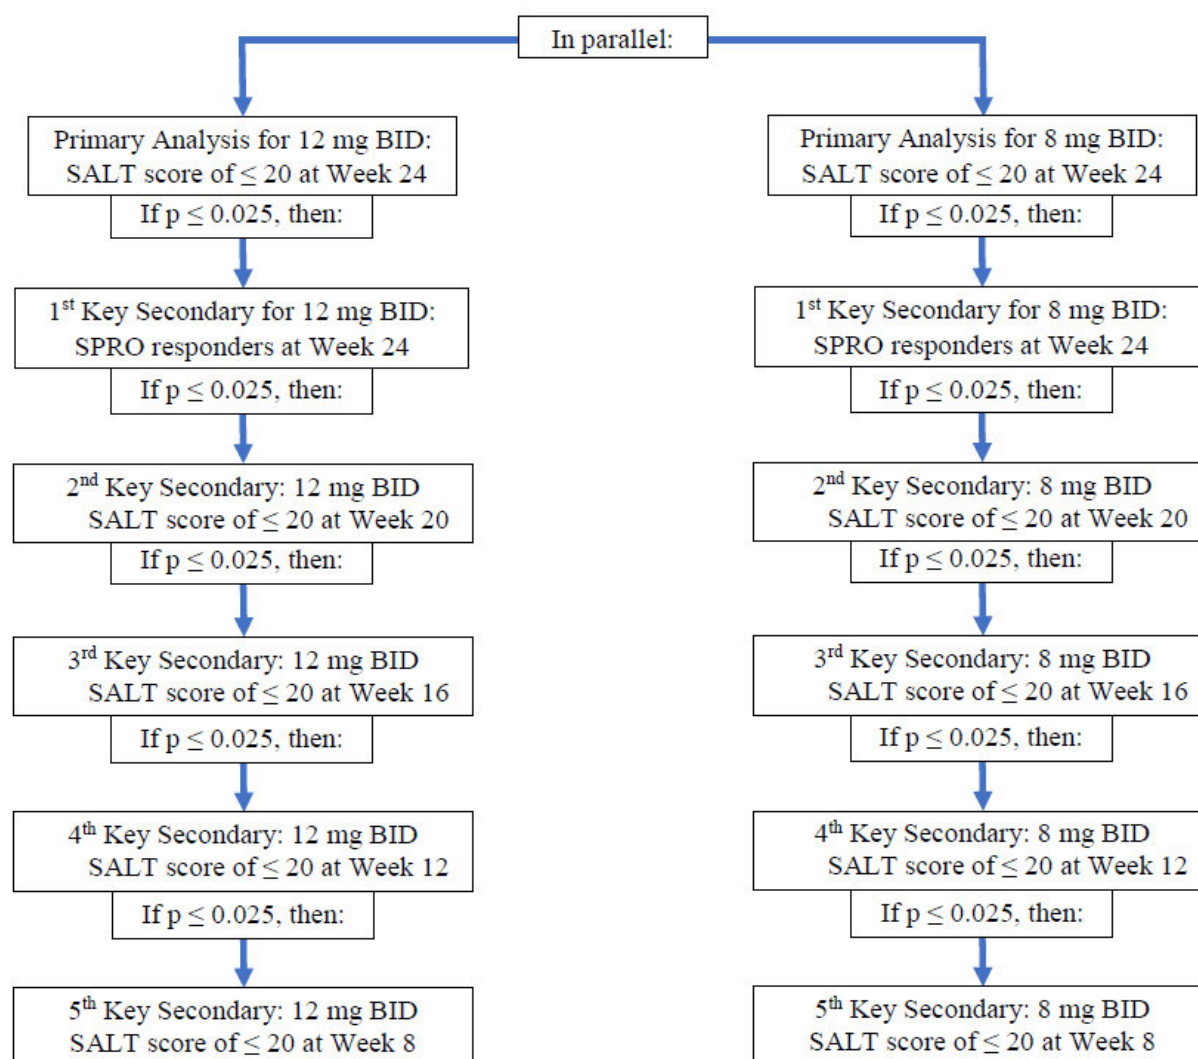 In parallel:
Primary Analysis for 12 mg BID:
SALT score of ≤ 20 at Week 24
If p ≤ 0.025, then:
1st Key Secondary for 12 mg BID:
SPRO responders at Week 24
If p ≤ 0.025, then:
2nd Key Secondary: 12 mg BID
SALT score of ≤ 20 at Week 20
If p ≤ 0.025, then:
3rd Key Secondary: 12 mg BID
SALT score of ≤ 20 at Week 16
If p ≤ 0.025, then:
4th Key Secondary: 12 mg BID
SALT score of ≤ 20 at Week 12
If p ≤ 0.025, then:
5th Key Secondary: 12 mg BID
SALT score of ≤ 20 at Week 8
Primary Analysis for 8 mg BID:
SALT score of ≤ 20 at Week 24
If p ≤ 0.025, then:
1st Key Secondary for 8 mg BID:
SPRO responders at Week 24
If p ≤ 0.025, then:
2nd Key Secondary: 8 mg BID
SALT score of ≤ 20 at Week 20
If p ≤ 0.025, then:
3rd Key Secondary: 8 mg BID
SALT score of ≤ 20 at Week 16
If p ≤ 0.025, then:
4th Key Secondary: 8 mg BID
SALT score of ≤ 20 at Week 12
If p ≤ 0.025, then:
5th Key Secondary: 8 mg BID
SALT score of ≤ 20 at Week 8